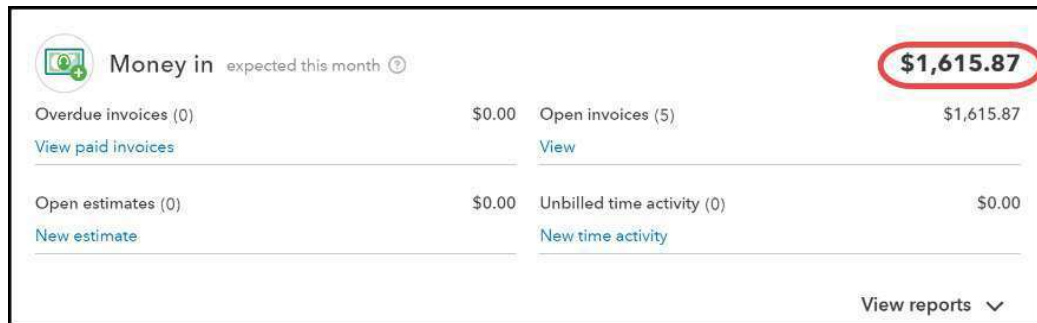 Money in expected this month ? $1,615.87
Overdue invoices (0) $0.00 Open invoices (5) $1,615.87
View paid invoices View
Open estimates (0) $0.00 Unbilled time activity (0) $0.00
New estimate New time activity
View reports